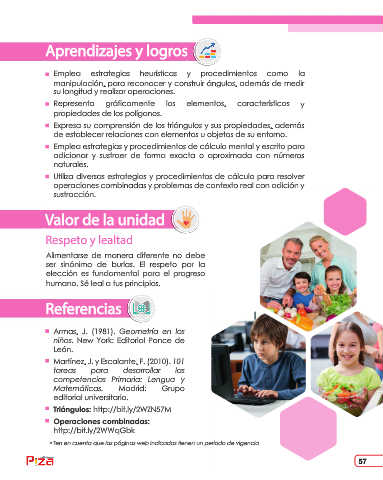 Aprendizajes y logros
Emplea estrategias heurísticas y procedimientos como la
manipulación, para reconocer y construir ángulos, además de medir
su longitud y realizar operaciones.
Representa gráficamente los elementos, características y
propiedades de los polígonos.
Expresa su comprensión de los triángulos y sus propiedades, además
de establecer relaciones con elementos u objetos de su entorno.
Emplea estrategias y procedimientos de cálculo mental y escrito para
adicionar y sustraer de forma exacta o aproximada con números
naturales.
Utiliza diversas estrategias y procedimientos de cálculo para resolver
operaciones combinadas y problemas de contexto real con adición y
sustracción.
Valor de la unidad
Respeto y lealtad
Alimentarse de manera diferente no debe
ser sinónimo de burlas. El respeto por la
elección es fundamental para el progreso
humano. Sé leal a tus principios.
Referencias
Armas, J. (1981). Geometría en los
niños. New York: Editorial Ponce de
León.
Martínez, J. y Escalante, F. (2010). 101
tareas para desarrollar las
competencias Primaria: Lengua y
Matemáticas. Madrid: Grupo
editorial universitario.
Triángulos: http://bit.ly/2WZN57M
Operaciones combinadas:
http://bit.ly/2WWqGbk
*Ten en cuenta que las páginas web indicadas tienen un periodo de vigencia
57